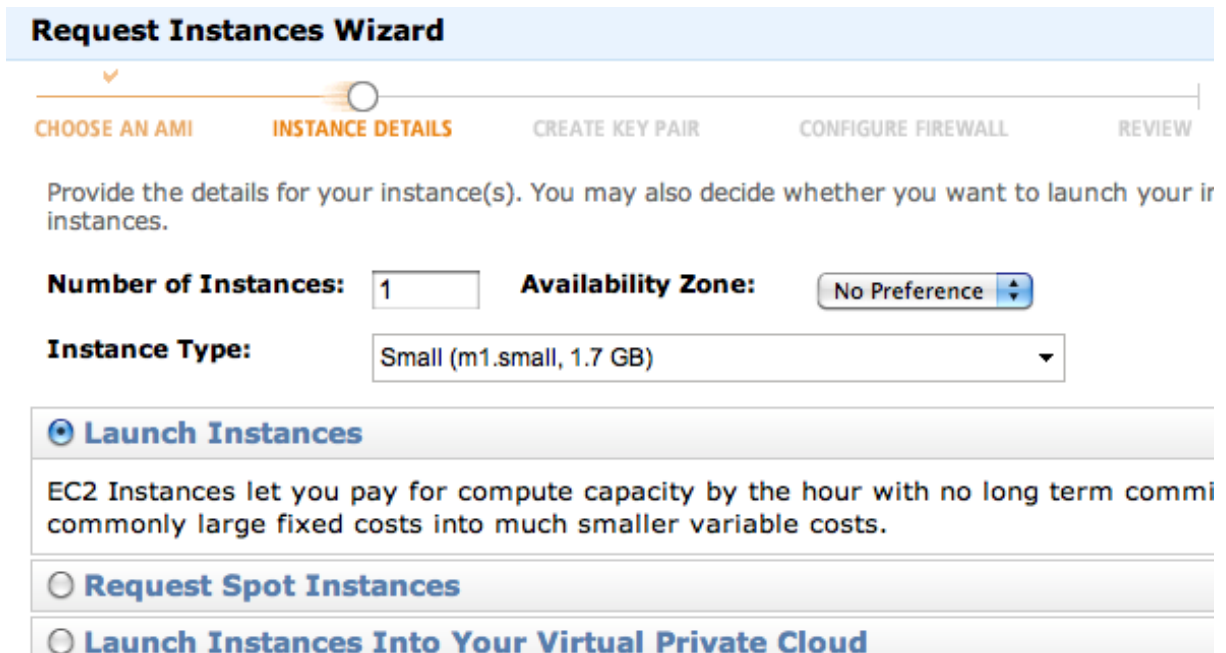 Request Instances Wizard
CHOOSE AN AMI INSTANCE DETAILS CREATE KEY PAIR CONFIGURE FIREWALL REVIEW
Provide the details for your instance(s). You may also decide whether you want to launch your
instances.
Number of Instances: 1 Availability Zone: No Preference
Instance Type: Small (m1.small, 1.7 GB)
Launch Instances
EC2 Instances let you pay for compute capacity by the hour with no long term
commonly large fixed costs into much smaller variable costs.
Request Spot Instances
Launch Instances Into Your Virtual Private Cloud